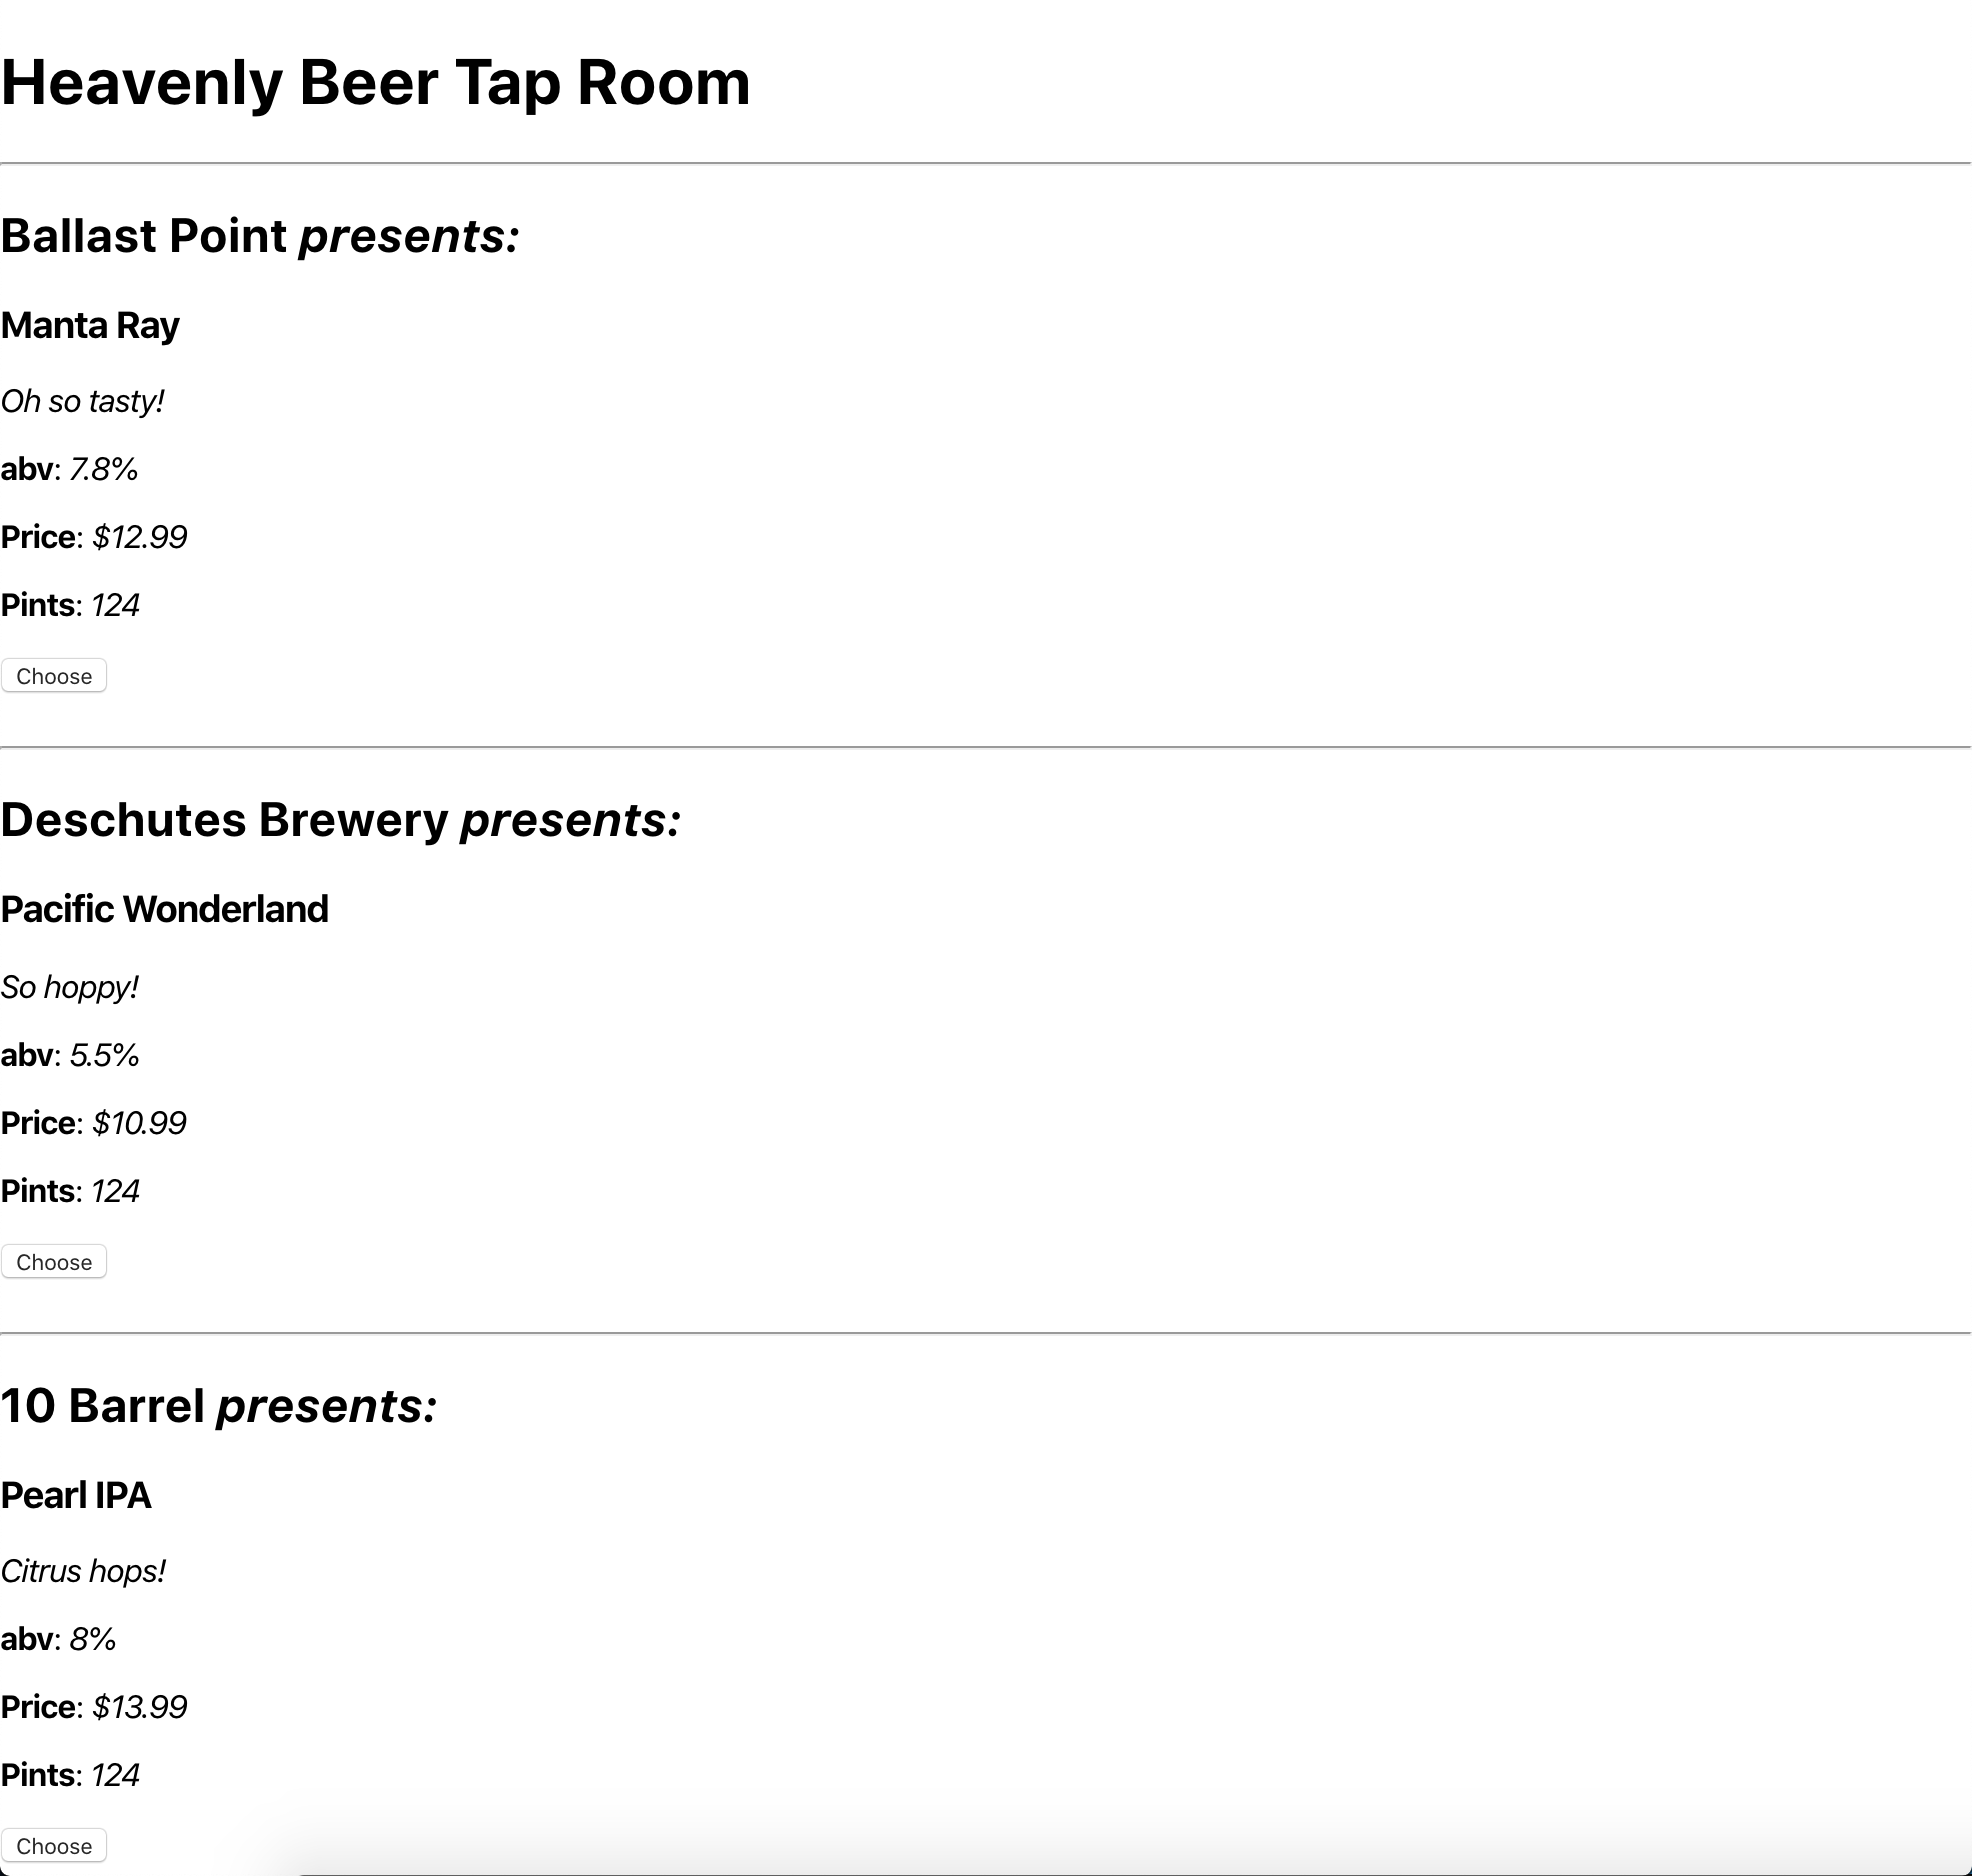 Heavenly Beer Tap Room
Ballast Point presents:
Manta Ray
Oh so tasty!
abv: 7.8%
Price: $12.99
Pints: 124
Choose
Deschutes Brewery presents:
Pacific Wonderland
So hoppy!
abv: 5.5%
Price: $10.99
Pints: 124
Choose
10 Barrel presents:
Pearl IPA
Citrus hops!
abv: 8%
Price: $13.99
Pints: 124
Choose